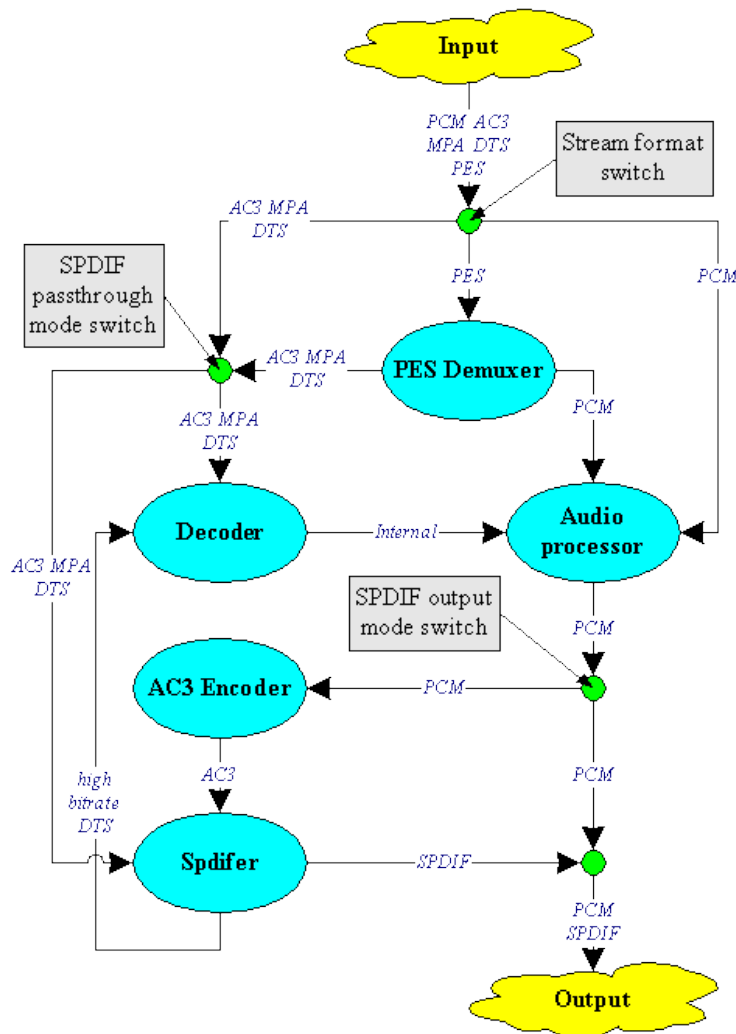 Input
PCM AC3
MPA DTS
PES
Stream format
switch
AC3 MPA
DTS
SPDIF
passthrough
mode switch
PES
PCM
AC3 MPA
DTS
PES Demuxer
PCM
AC3 MPA
DTS
Decoder
Internal
Audio
processor
AC3 MPA
DTS
SPDIF output
mode switch
PCM
AC3 Encoder
PCM
AC3
PCM
high
bitrate
DTS
Spdifer
SPDIF
PCM
SPDIF
Output